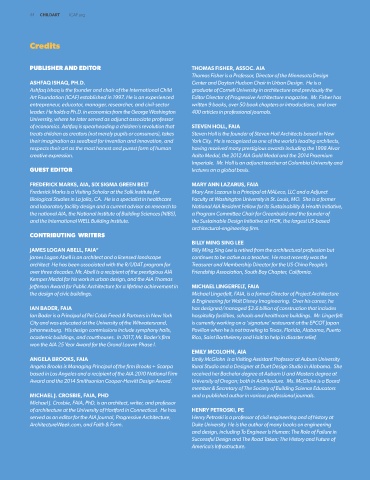 CHILDART
Credits
PUBLISHER AND EDITOR
ASHFAQ ISHAQ, PH.D.
Ashfaq Ishaq is the founder and chair of the International Child
Art Foundation (ICAF) established in 1997. He is an experienced
entrepreneur, educator, manager, researcher, and civil-sector
leader. He holds a Ph.D. in economics from the George Washington
University, where he later served as adjunct associate professor
of economics. Ashfaq is spearheading a children's revolution that
treats children as creators (not merely pupils or consumers), takes
their imagination as seedbed for invention and innovation, and
respects their art as the most honest and purest form of human
creative expression.
GUEST EDITOR
FREDERICK MARKS, AIA, SIX SIGMA GREEN BELT
Frederick Marks is a Visiting Scholar at the Salk Institute for
Biological Studies in La Jolla, CA. He is a specialist in healthcare
and laboratory facility design and a current advisor on research to
the national AIA, the National Institute of Building Sciences (NIBS),
and the International WELL Building Institute.
CONTRIBUTING WRITERS
JAMES LOGAN ABELL, FAIA
James Logan Abell is an architect and a licensed landscape
architect. He has been associated with the R/UDAT program for
over three decades. Mr. Abell is a recipient of the prestigious AIA
Kemper Medal for his work in urban design, and the AIA Thomas
Jefferson Award for Public Architecture for a lifetime achievement in
the design of civic buildings.
IAN BADER, FAIA
Ian Bader is a Principal of Pei Cobb Freed & Partners in New York
City and was educated at the University of the Witwatersrand,
Johannesburg. His design commissions include symphony halls,
academic buildings, and courthouses. In 2017, Mr. Bader's firm
won the AIA 25 Year Award for the Grand Louvre Phase I.
ANGELA BROOKS, FAIA
Angela Brooks is Managing Principal of the firm Brooks + Scarpa
based in Los Angeles and a recipient of the AIA 2010 National Firm
Award and the 2014 Smithsonian Cooper-Hewitt Design Award.
MICHAEL J. CROSBIE, FAIA, PHD
Michael J. Crosbie, FAIA, PhD, is an architect, writer, and professor
of architecture at the University of Hartford in Connecticut. He has
served as an editor for the AIA Journal, Progressive Architecture,
ArchitectureWeek.com, and Faith & Form.
THOMAS FISHER, ASSOC. AIA
Thomas Fisher is a Professor, Director of the Minnesota Design
Center and Dayton Hudson Chair in Urban Design. He is a
graduate of Cornell University in architecture and previously the
Editor Director of Progressive Architecture magazine. Mr. Fisher has
written 9 books, over 50 book chapters or introductions, and over
400 articles in professional journals.
STEVEN HOLL, FAIA
Steven Holl is the founder of Steven Holl Architects based in New
York City. He is recognized as one of the world's leading architects,
having received many prestigious awards including the 1998 Alvar
Aalto Medal, the 2012 AIA Gold Medal and the 2014 Praemium
Imperiale. Mr. Holl is an adjunct teacher at Columbia University and
lectures on a global basis.
MARY ANN LAZARUS, FAIA
Mary Ann Lazarus is a Principal of MALeco, LLC and a Adjunct
Faculty at Washington University in St. Louis, MO. She is a former
National AIA Resident Fellow for its Sustainability & Health Initiative,
a Program Committee Chair for Greenbuild and the founder of
the Sustainable Design Initiative at HOK, the largest US-based
architectural-engineering firm.
BILLY MING SING LEE
Billy Ming Sing Lee is retired from the architectural profession but
continues to be active as a teacher. He most recently was the
Treasurer and Membership Director for the US-China People's
Friendship Association, South Bay Chapter, California.
MICHAEL LINGERFELT, FAIA
Michael Lingerfelt, FAIA, is a former Director of Project Architecture
& Engineering for Walt Disney Imagineering. Over his career, he
has designed/managed $3.6 billion of construction that includes
hospitality facilities, schools and healthcare buildings. Mr. Lingerfelt
is currently working on a 'signature' restaurant at the EPCOT Japan
Pavilion when he is not traveling to Texas, Florida, Alabama, Puerto
Rico, Saint Barthelemy and Haiti to help in disaster relief.
EMILY MCGLOHN, AIA
Emily McGlohn is a Visiting Assistant Professor at Auburn University
Rural Studio and a Designer at Dunt Design Studio in Alabama. She
received her Bachelor degree at Auburn U and Masters degree at
University of Oregon, both in Architecture. Ms. McGlohn is a Board
member & Secretary of The Society of Building Science Educators
and a published author in various professional journals.
HENRY PETROSKI, PE
Henry Petroski is a professor of civil engineering and of history at
Duke University. He is the author of many books on engineering
and design, including To Engineer Is Human: The Role of Failure in
Successful Design and The Road Taken: The History and Future of
America's Infrastructure.